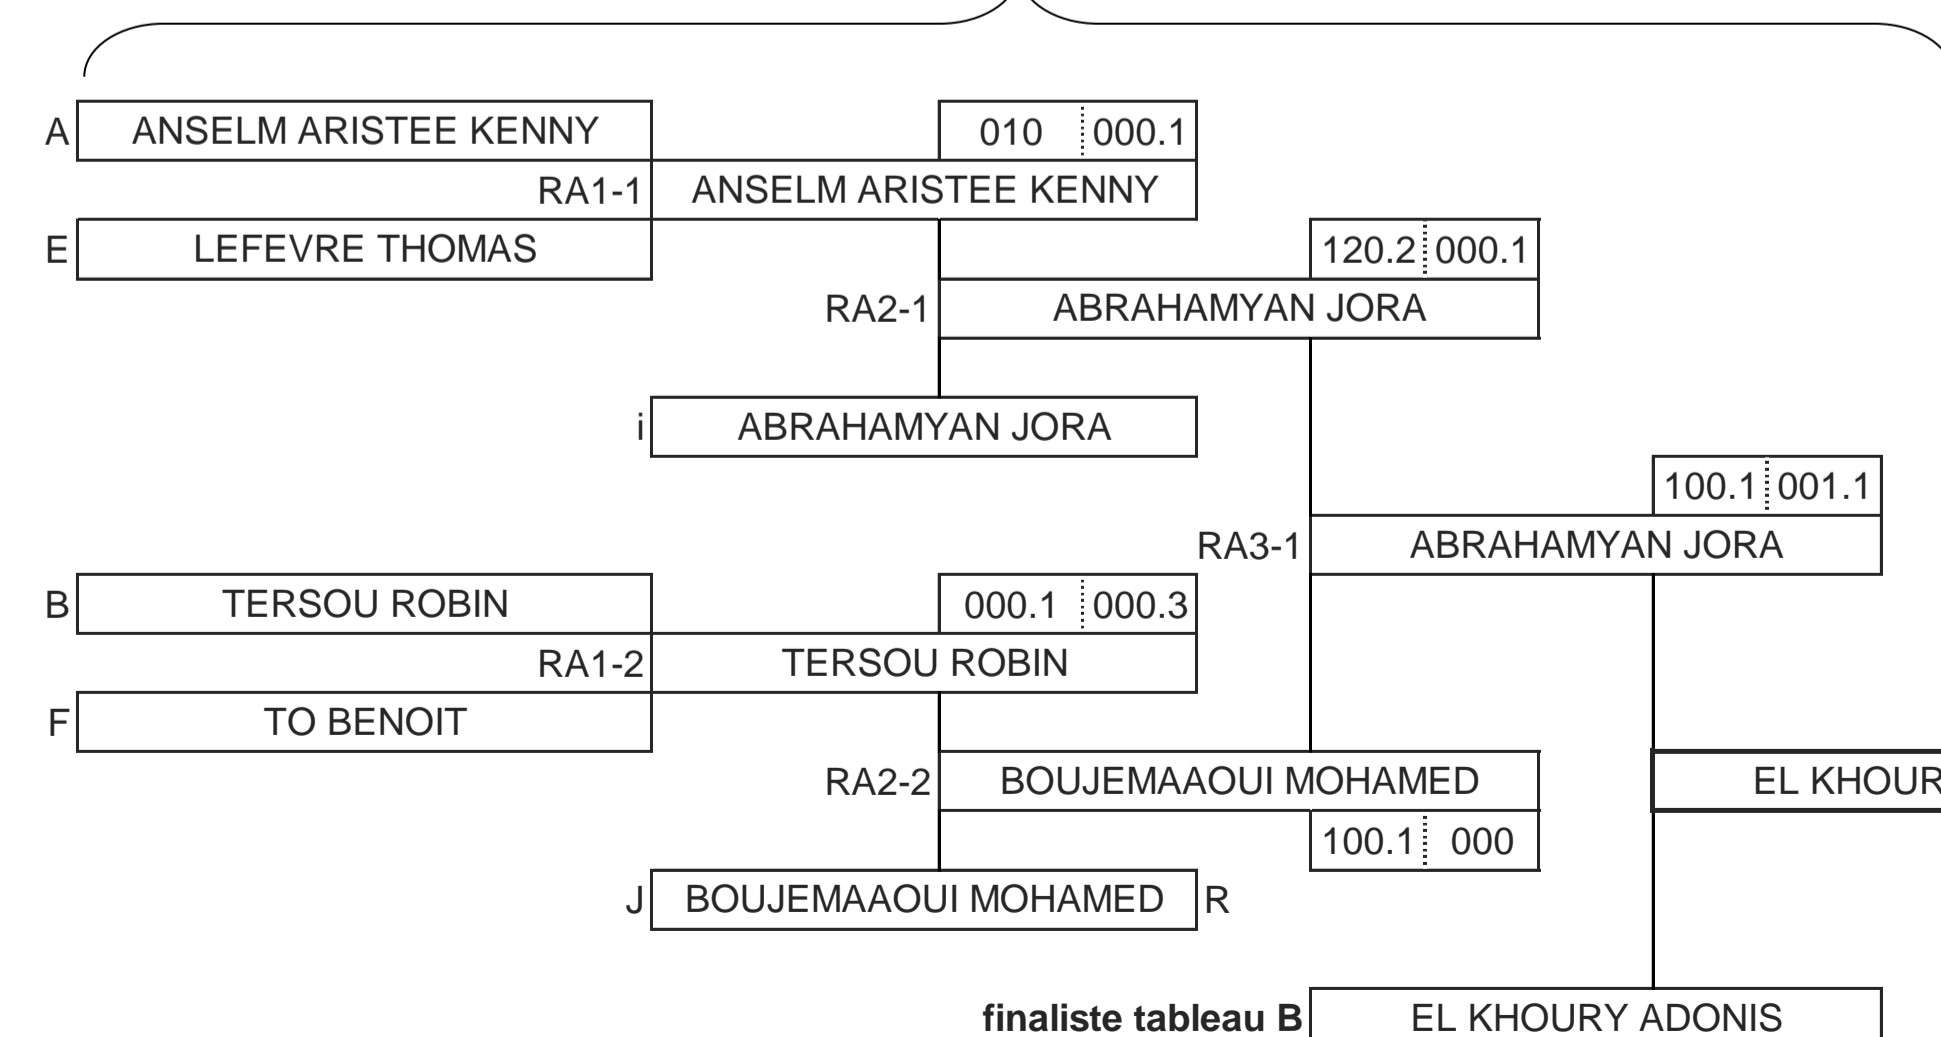 A ANSELM ARISTEE KENNY 010 000.1
RA1-1 ANSELM ARISTEE KENNY
E LEFEVRE THOMAS 120.2 000.1
RA2-1 ABRAHAMYAN JORA
i ABRAHAMYAN JORA
100.1 001.1
RA3-1 ABRAHAMYAN JORA
B TERSOU ROBIN 000.1 000.3
RA1-2 TERSOU ROBIN
F TO BENOIT
RA2-2 BOUJEMAAOUI MOHAMED EL KHOUR
100.1 000
J BOUJEMAAOUI MOHAMED R
finaliste tableau B EL KHOURY ADONIS